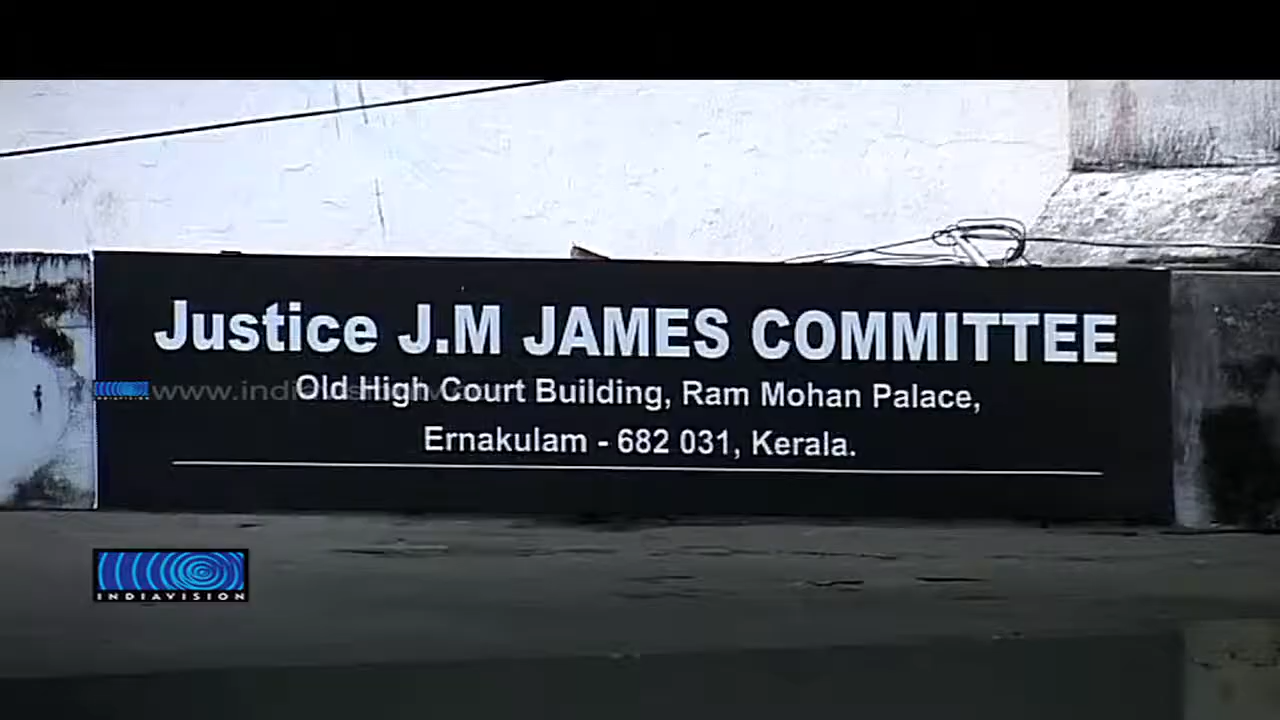 Justice J.M JAMES COMMITTEE
Old High Court Building, Ram Mohan Palace,
Ernakulam - 682 031, Kerala.
INDIAVISION